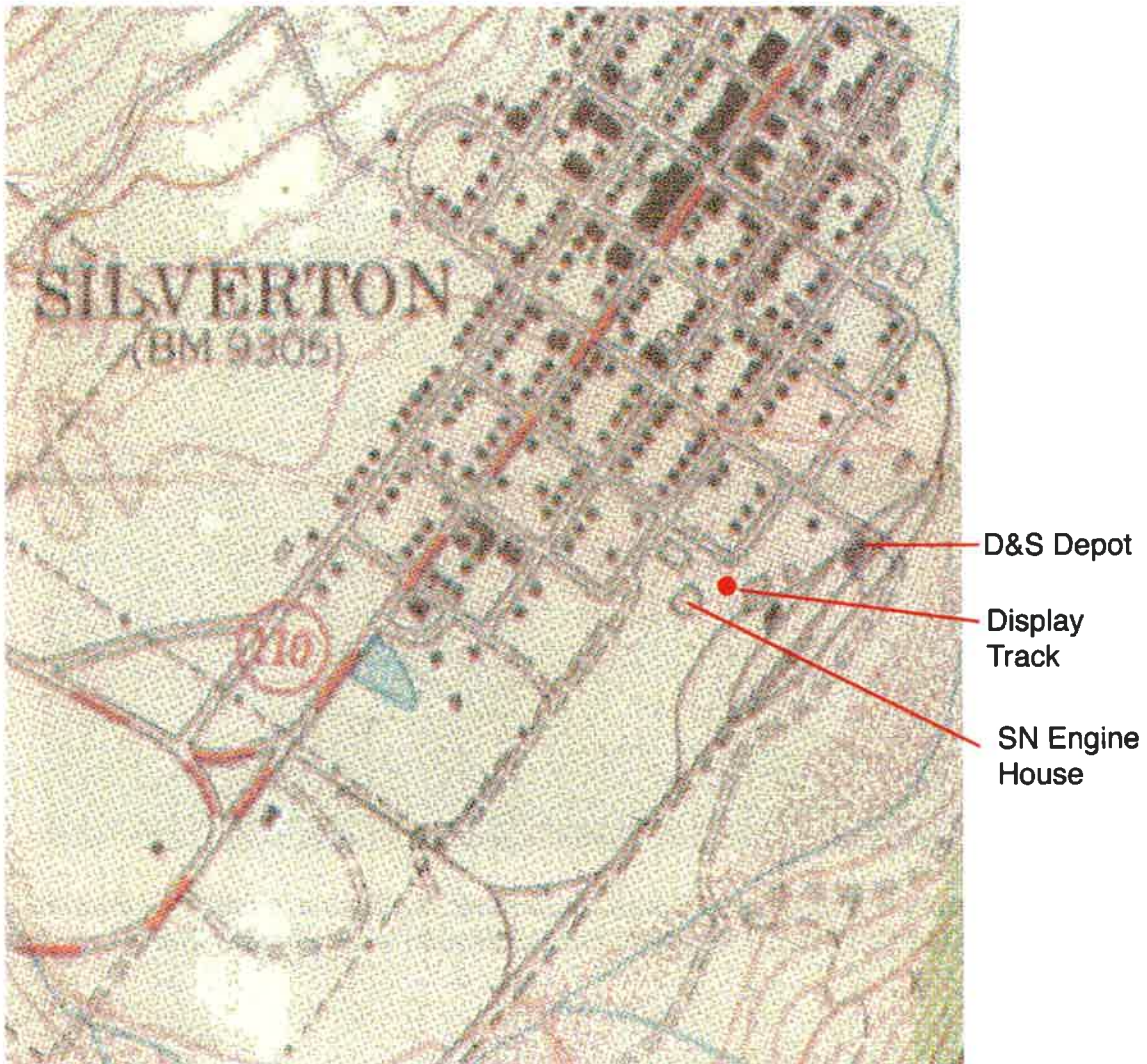 SILVERTON
(BM 9305)
110
D&S Depot
Display
Track
SN Engine
House